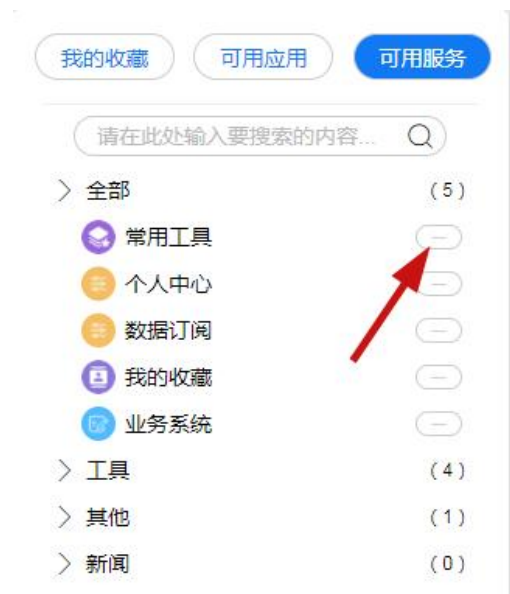 我的收藏 可用应用 可用服务
请在此处输入要搜索的内容...
全部 (5)
常用工具
个人中心
数据订阅
我的收藏
业务系统
工具 (4)
其他 (1)
新闻 (0)